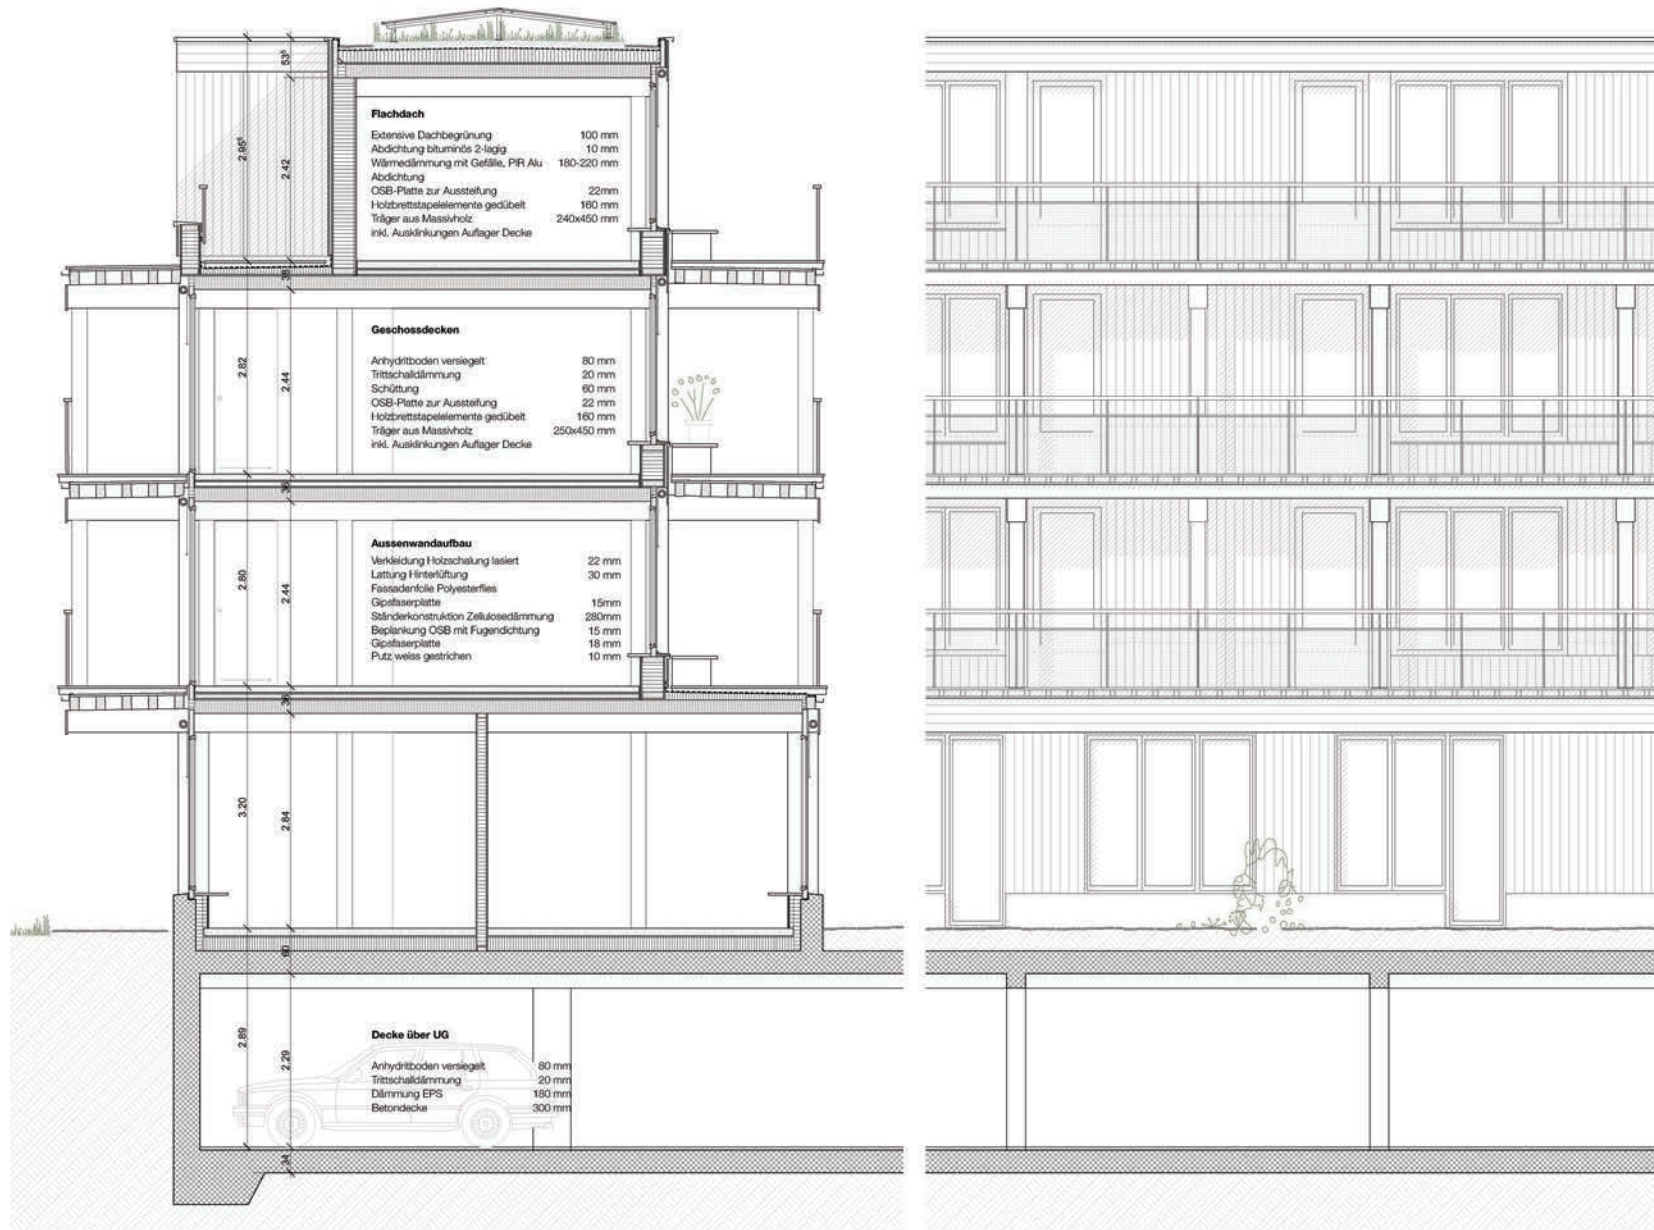 53⁵
2.95⁵
2.42
Flachdach
Extensive Dachbegrünung 100 mm
Abdichtung bituminös 2-lagig 10 mm
Wärmedämmung mit Gefälle, PIR Alu 180-220 mm
Abdichtung
OSB-Platte zur Aussteifung 22mm
Holzbrettstapelelemente gedübelt 160 mm
Träger aus Massivholz 240x450 mm
inkl. Ausklinkungen Auflager Decke
38
2.82
2.44
Geschossdecken
Anhydritboden versiegelt 80 mm
Trittschalldämmung 20 mm
Schüttung 60 mm
OSB-Platte zur Aussteifung 22 mm
Holzbrettstapelelemente gedübelt 160 mm
Träger aus Massivholz 250x450 mm
inkl. Ausklinkungen Auflager Decke
36
2.80
2.44
Aussenwandaufbau
Verkleidung Holzschalung lasiert 22 mm
Lattung Hinterlüftung 30 mm
Fassadenfolie Polyesterflies
Gipsfaserplatte 15mm
Ständerkonstruktion Zellulosedämmung 280mm
Beplankung OSB mit Fugendichtung 15 mm
Gipsfaserplatte 18 mm
Putz weiss gestrichen 10 mm
36
3.20
2.84
60
2.89
2.29
Decke über UG
Anhydritboden versiegelt 80 mm
Trittschalldämmung 20 mm
Dämmung EPS 180 mm
Betondecke 300 mm
34